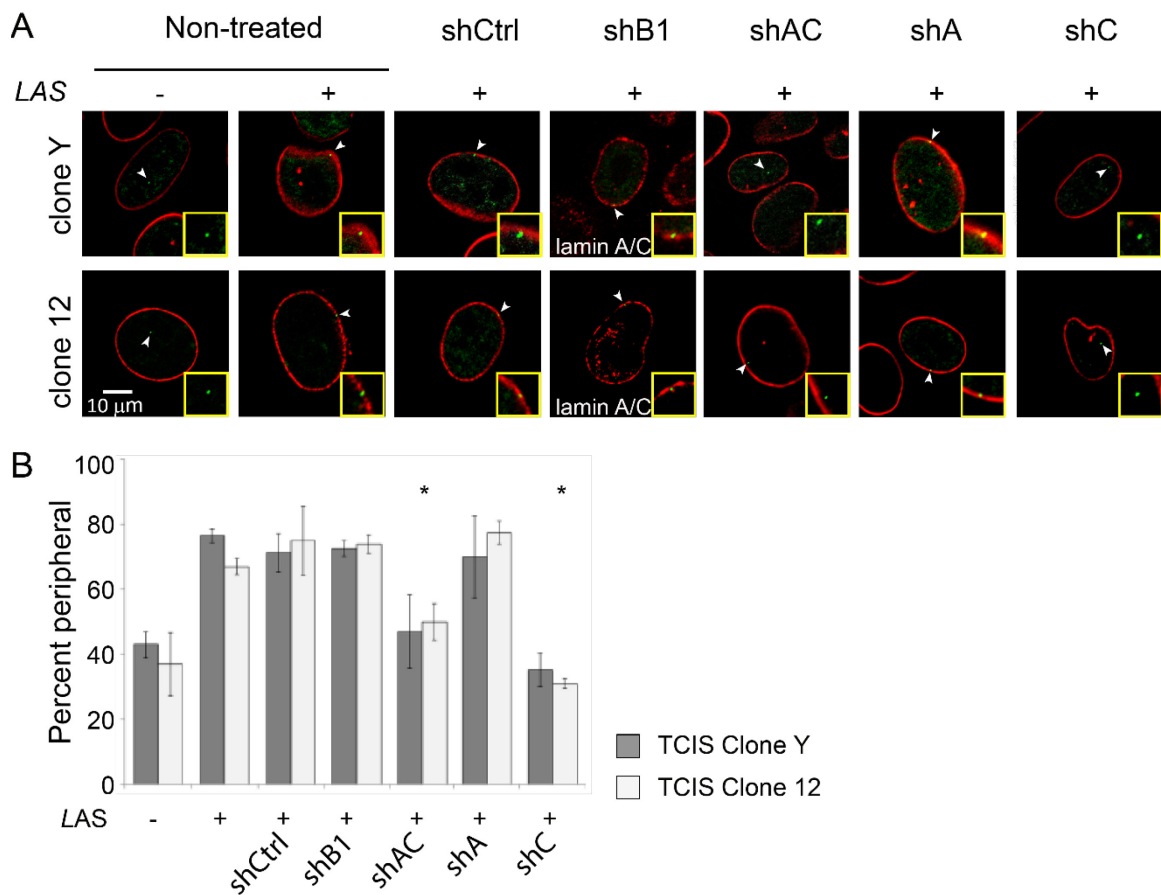 A
Non-treated shCtrl shB1 shAC shA shC
LAS - + + + + + +
clone Y
lamin A/C
clone 12
10 μm
lamin A/C
B
Percent peripheral
100
80
60
40
20
0
* *
TCIS Clone Y
TCIS Clone 12
LAS - + + + + + +
shCtrl shB1 shAC shA shC